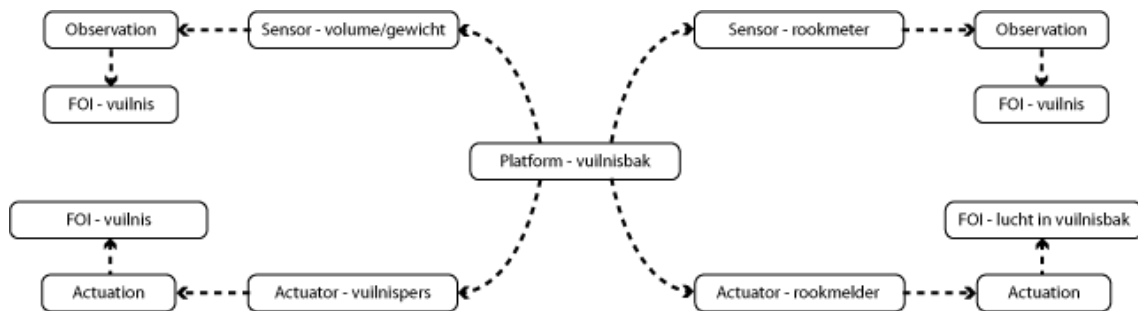 Observation
Sensor - volume/gewicht
Sensor - rookmeter
Observation
FOI - vuilnis
FOI - vuilnis
Platform - vuilnisbak
FOI - vuilnis
FOI - lucht in vuilnisbak
Actuation
Actuator - vuilnispers
Actuator - rookmelder
Actuation